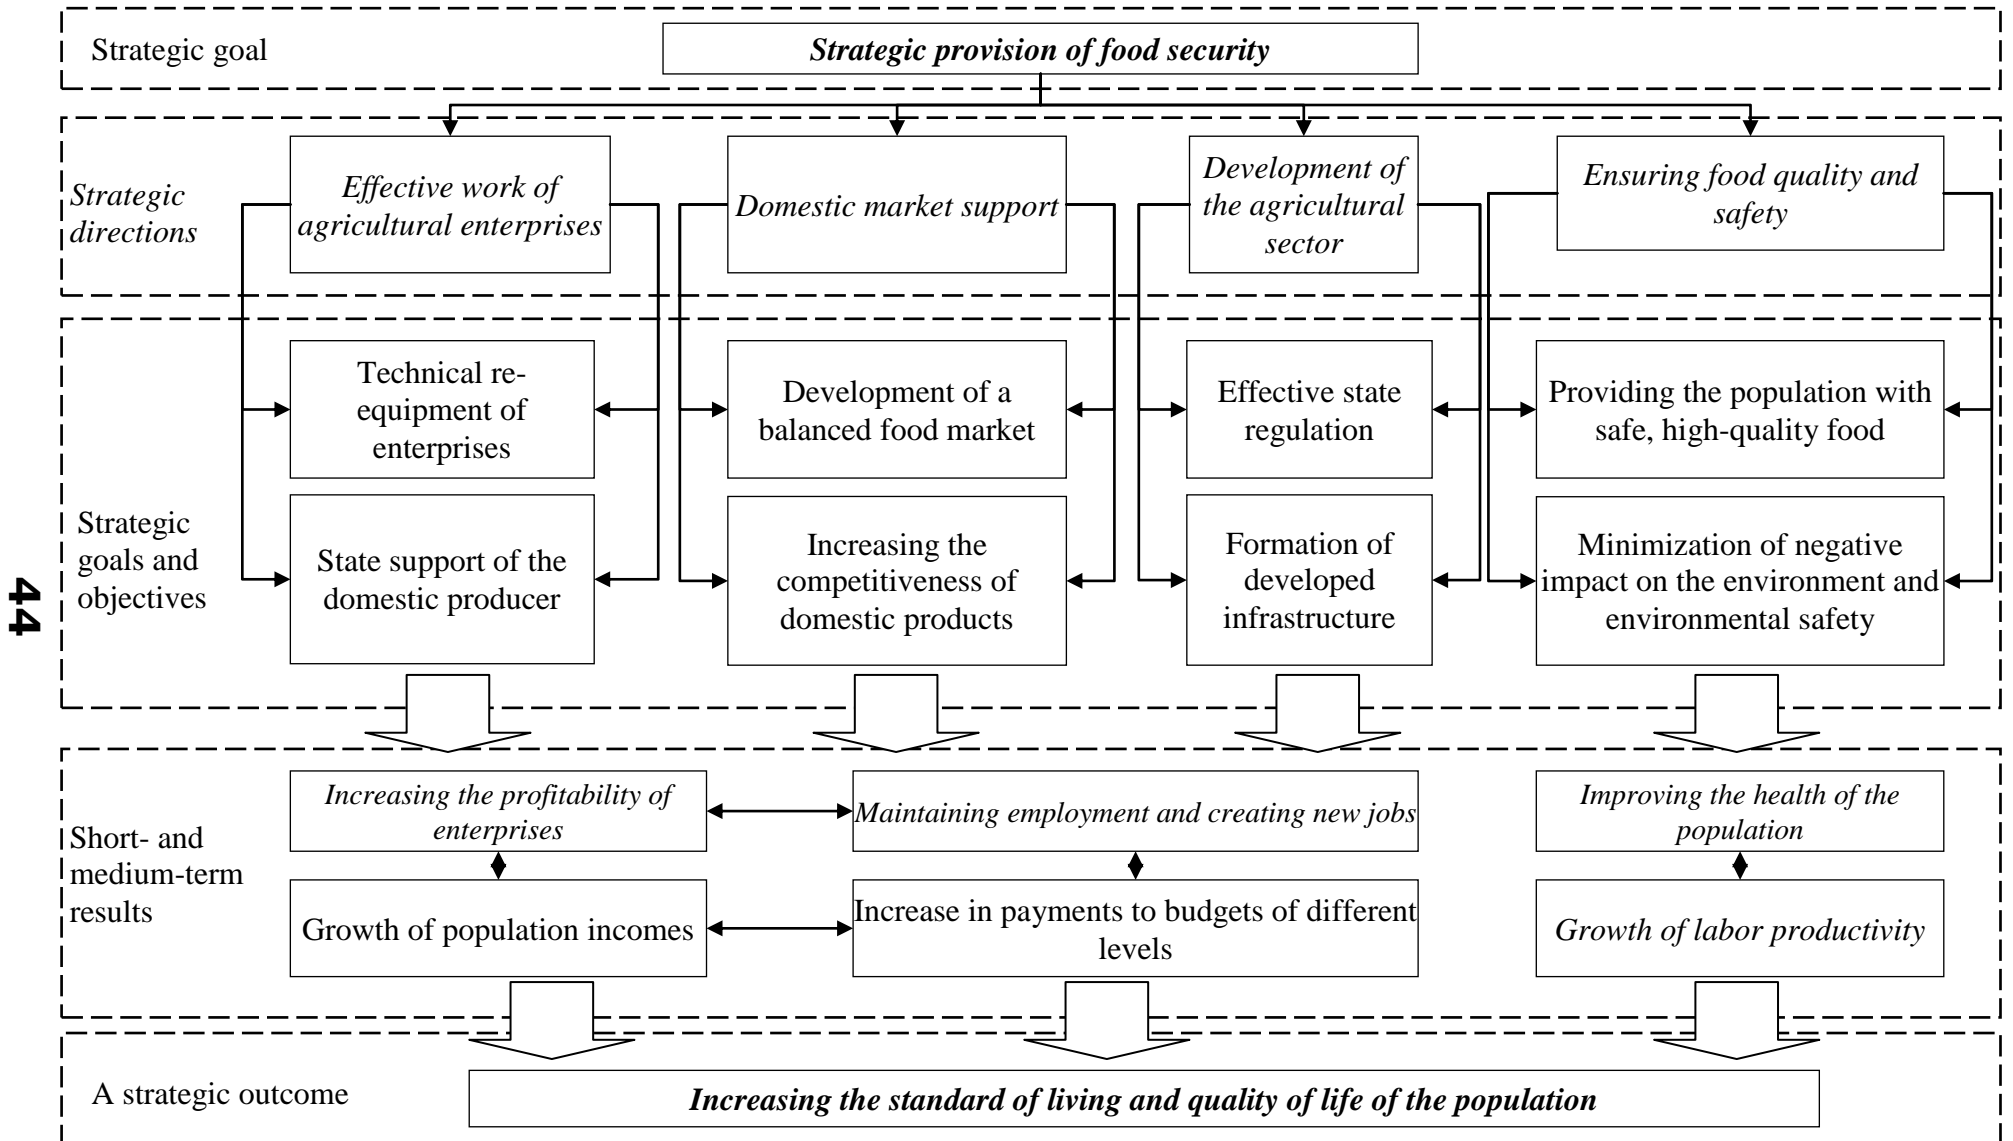 Strategic goal
Strategic provision of food security
Strategic
directions
Effective work of
agricultural enterprises
Domestic market support
Development of
the agricultural
sector
Ensuring food quality and
safety
Strategic
goals and
objectives
Technical re-
equipment of
enterprises
Development of a
balanced food market
Effective state
regulation
Providing the population with
safe, high-quality food
State support of the
domestic producer
Increasing the
competitiveness of
domestic products
Formation of
developed
infrastructure
Minimization of negative
impact on the environment and
environmental safety
44
Short- and
medium-term
results
Increasing the profitability of
enterprises
Maintaining employment and creating new jobs
Improving the health of the
population
Growth of population incomes
Increase in payments to budgets of different
levels
Growth of labor productivity
A strategic outcome
Increasing the standard of living and quality of life of the population